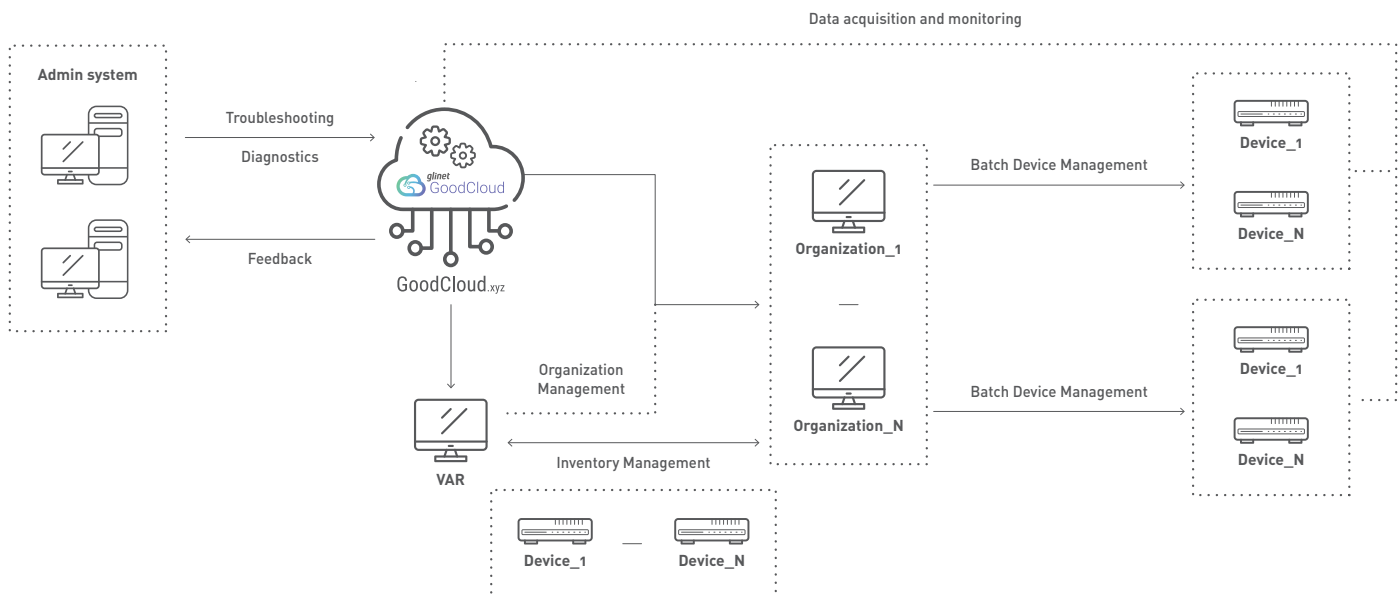 Data acquisition and monitoring
Admin system
Troubleshooting
Diagnostics
Feedback
glinet
GoodCloud
GoodCloud.xyz
Organization
Management
VAR
Inventory Management
Device_1
—
Device_N
Organization_1
—
Organization_N
Batch Device Management
Batch Device Management
Device_1
Device_N
Device_1
Device_N